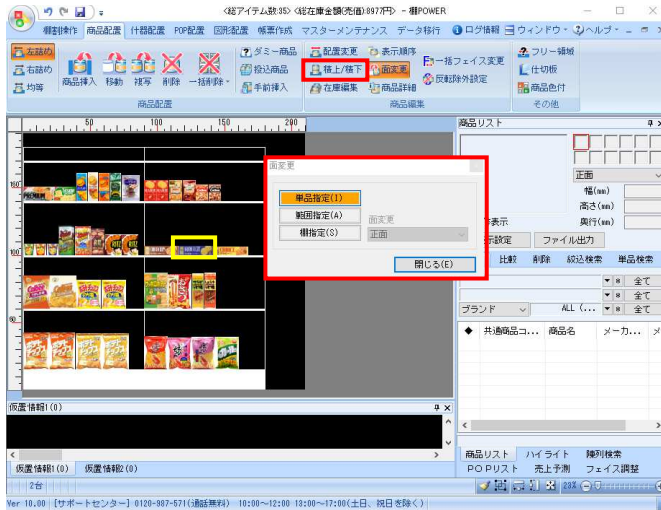 <総アイテム数:35> <総在庫金額(売価):8977円> - 棚POWER
棚割操作 商品配置 什器配置 POP配置 図形配置 帳票作成 マスターメンテナンス データ移行 ログ情報 ウィンドウ ヘルプ
左詰め
右詰め
均等
商品挿入 移動 複写 削除 一括削除
ダミー商品
投込商品
手前挿入
配置変更
積上/積下
在庫編集
表示順序
面変更
商品詳細
一括フェイス変更
反転除外設定
フリー領域
仕切板
商品色付
商品配置 商品編集 その他
50 100 150 200
150
100
50
面変更
単品指定(I)
範囲指定(A)
棚指定(S)
面変更
正面
閉じる(E)
商品リスト
正面
幅(mm)
高さ(mm)
奥行(mm)
表示
示設定 ファイル出力
比較 削除 絞込検索 単品検索
* 全て
* 全て
ブランド ALL (... * 全て
◆ 共通商品コ... 商品名 メーカ... メ
仮置情報1(0)
仮置情報1(0) 仮置情報2(0)
商品リスト ハイライト 陳列検索
POPリスト 売上予測 フェイス調整
2台
23%
Ver 10.00 [サポートセンター] 0120-987-571(通話無料) 10:00~12:00 13:00~17:00(土日、祝日を除く)